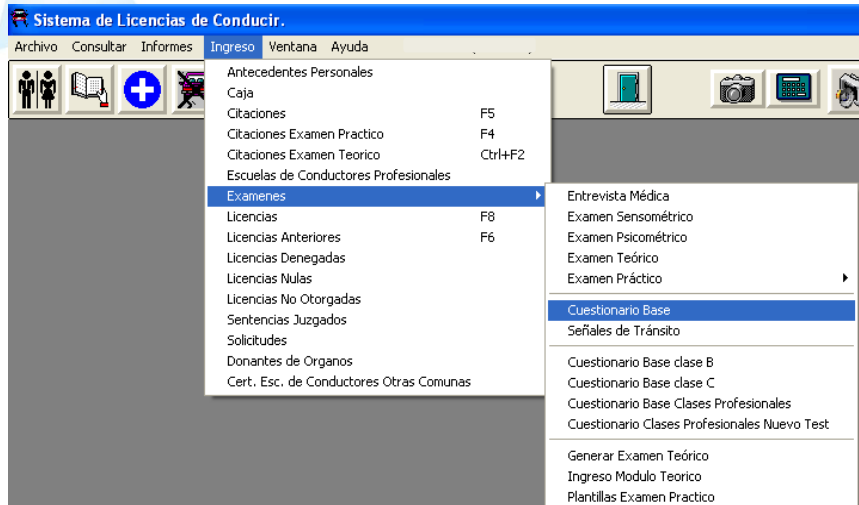 Sistema de Licencias de Conducir.
Archivo Consultar Informes Ingreso Ventana Ayuda
Antecedentes Personales
Caja
Citaciones F5
Citaciones Examen Practico F4
Citaciones Examen Teorico Ctrl+F2
Escuelas de Conductores Profesionales
Examenes
Licencias F8
Licencias Anteriores F6
Licencias Denegadas
Licencias Nulas
Licencias No Otorgadas
Sentencias Juzgados
Solicitudes
Donantes de Organos
Cert. Esc. de Conductores Otras Comunas
Entrevista Médica
Examen Sensométrico
Examen Psicométrico
Examen Teórico
Examen Práctico
Cuestionario Base
Señales de Tránsito
Cuestionario Base clase B
Cuestionario Base clase C
Cuestionario Base Clases Profesionales
Cuestionario Clases Profesionales Nuevo Test
Generar Examen Teórico
Ingreso Modulo Teorico
Plantillas Examen Practico